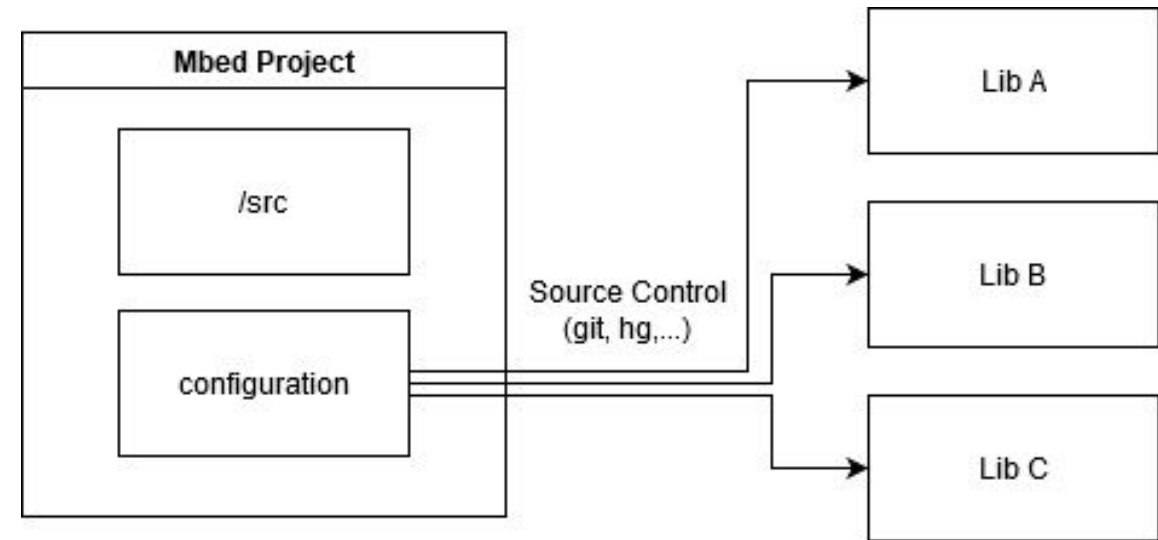 Mbed Project
/src
configuration
Source Control
(git, hg,...)
Lib A
Lib B
Lib C